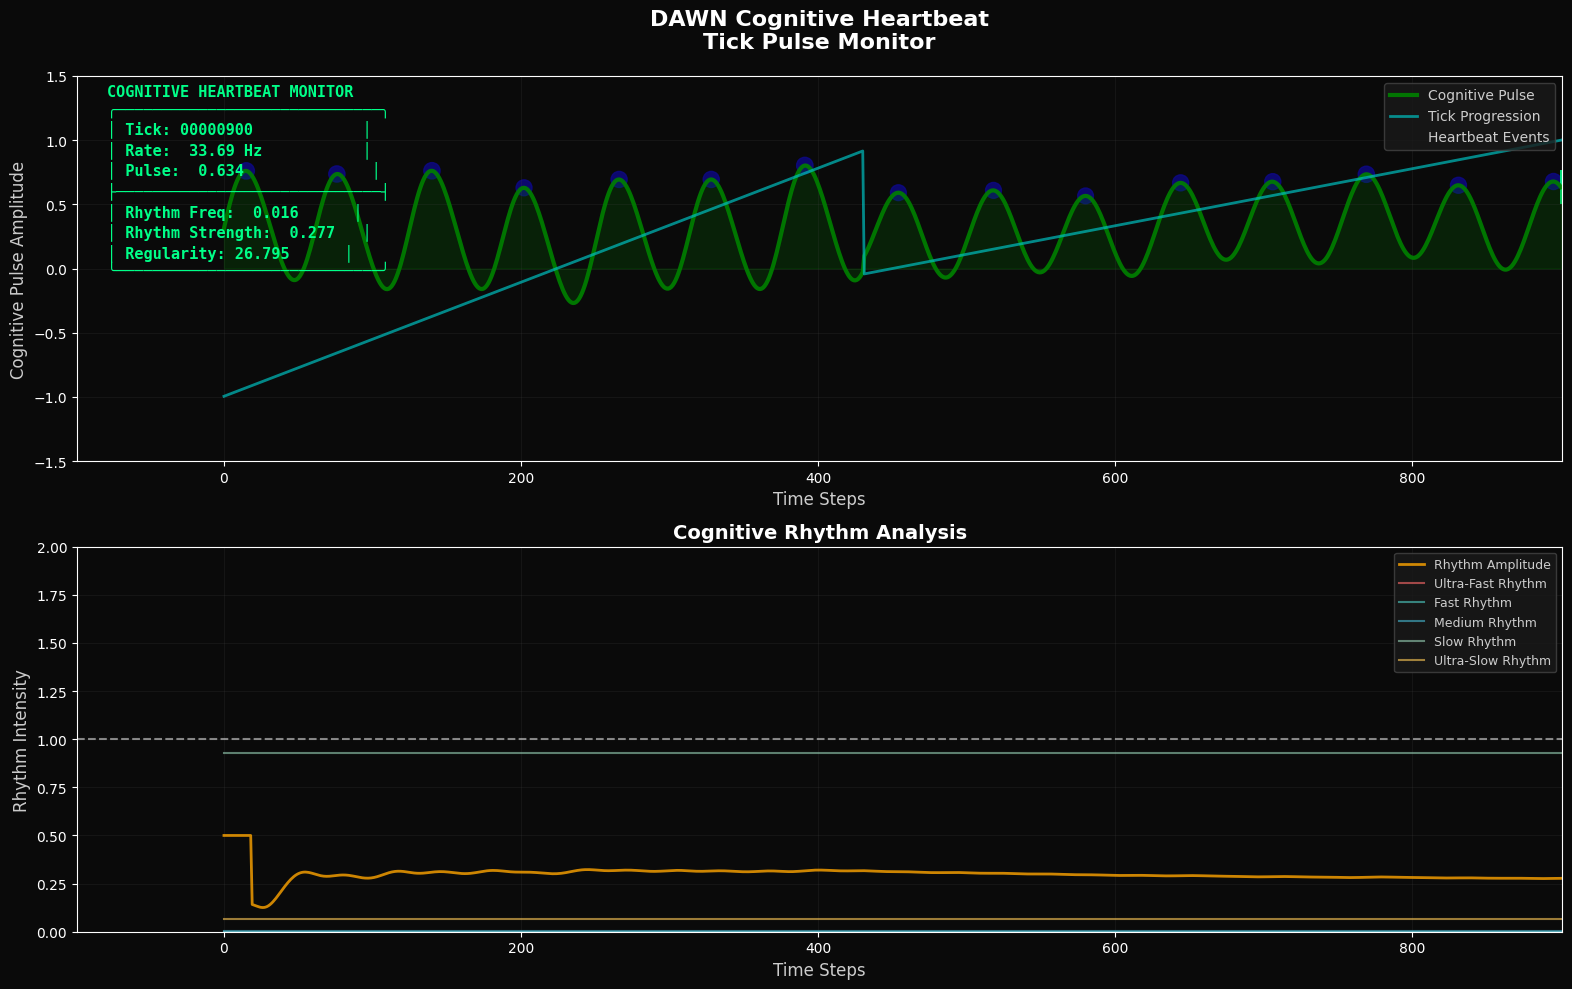 DAWN Cognitive Heartbeat
Tick Pulse Monitor
COGNITIVE HEARTBEAT MONITOR
Tick: 00000900
Rate:  33.69 Hz
Pulse:  0.634
Rhythm Freq:  0.016
Rhythm Strength:  0.277
Regularity: 26.795
Cognitive Pulse
Tick Progression
Heartbeat Events
Cognitive Pulse Amplitude
1.5
1.0
0.5
0.0
−0.5
−1.0
−1.5
0 200 400 600 800
Time Steps
Cognitive Rhythm Analysis
Rhythm Amplitude
Ultra-Fast Rhythm
Fast Rhythm
Medium Rhythm
Slow Rhythm
Ultra-Slow Rhythm
Rhythm Intensity
2.00
1.75
1.50
1.25
1.00
0.75
0.50
0.25
0.00
0 200 400 600 800
Time Steps